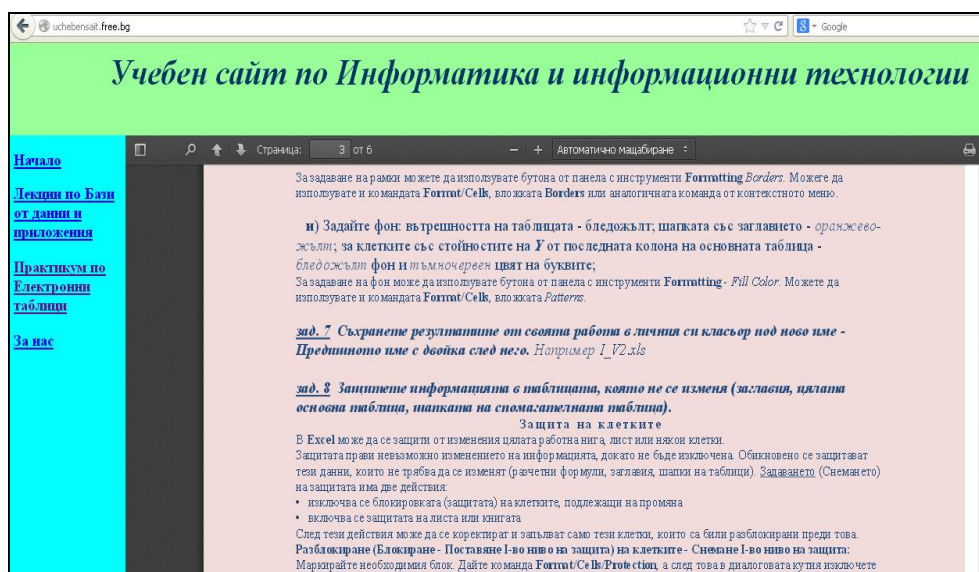 uchebensait.free.bg
Google
Учебен сайт по Информатика и информационни технологии
Начало
Лекции по Бази
от данни и
приложения
Практикум по
Електронни
таблици
За нас
Страница: 3 от 6
Автоматично мащабиране
За задаване на рамки можете да използвате бутона от панела с инструменти Formatting Borders. Можете да
използвате и командата Format/Cells, вложката Borders или аналогичната команда от контекстното меню.
и) Задайте фон: вътрешността на таблицата - бледожълт; шапката със заглавието - оранжево-
жълт; за клетките със стойностите на Y от последната колона на основната таблица -
бледожълт фон и тъмночервен цвят на буквите;
За задаване на фон може да използвате бутона от панела с инструменти Formatting - Fill Color. Можете да
използвате и командата Format/Cells, вложката Patterns.
зад. 7 Съхранете резултатите от своята работа в личния си класьор под ново име -
Предишното име с двойка след него. Например 1_V2.xls
зад. 8 Защитете информацията в таблицата, която не се изменя (заглавия, цялата
основна таблица, шапката на спомагателната таблица).
Защита на клетките
В Excel може да се защити от изменения цялата работна нига, лист или някои клетки.
Защитата прави невъзможно изменението на информацията, докато не бъде изключена. Обикновено се защитават
тези данни, които не трябва да се изменят (разчетни формули, заглавия, шапки на таблици). Задаването (Снемането)
на защитата има две действия:
• изключва се блокировката (защитата) на клетките, подлежащи на промяна
• включва се защитата на листа или книгата
След тези действия може да се коректират и запълват само тези клетки, които са били разблокирани преди това.
Разблокиране (Блокиране - Поставяне I-во ниво на защита) на клетките - Снемане I-во ниво на защита:
Маркирайте необходимия блок. Дайте команда Format/Cells/Protection, а след това в диалоговата кутия изключете